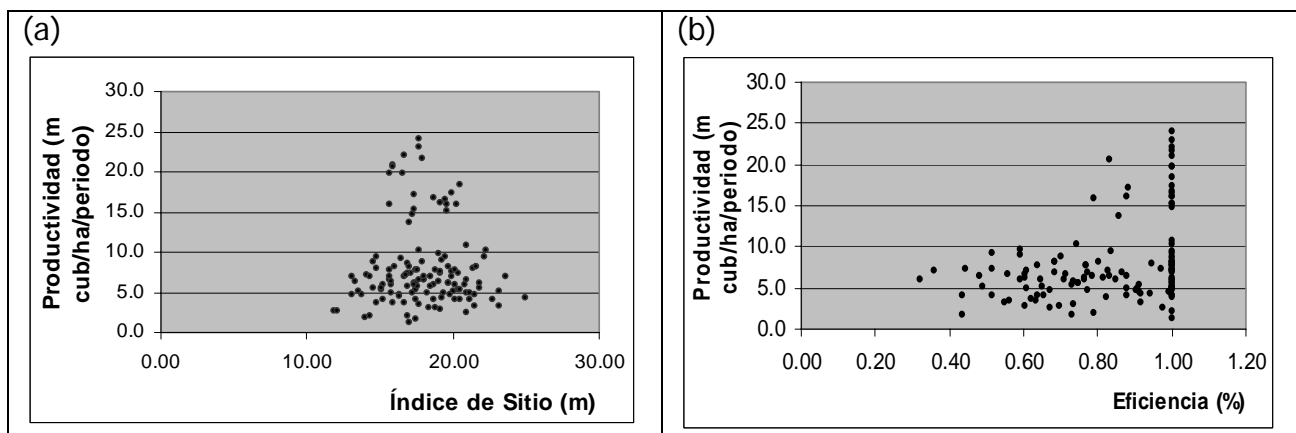 (a)
Productividad (m
cub/ha/periodo)
30.0
25.0
20.0
15.0
10.0
5.0
0.0
0.00 10.00 20.00 30.00
Índice de Sitio (m)
(b)
Productividad (m
cub/ha/periodo)
30.0
25.0
20.0
15.0
10.0
5.0
0.0
0.00 0.20 0.40 0.60 0.80 1.00 1.20
Eficiencia (%)